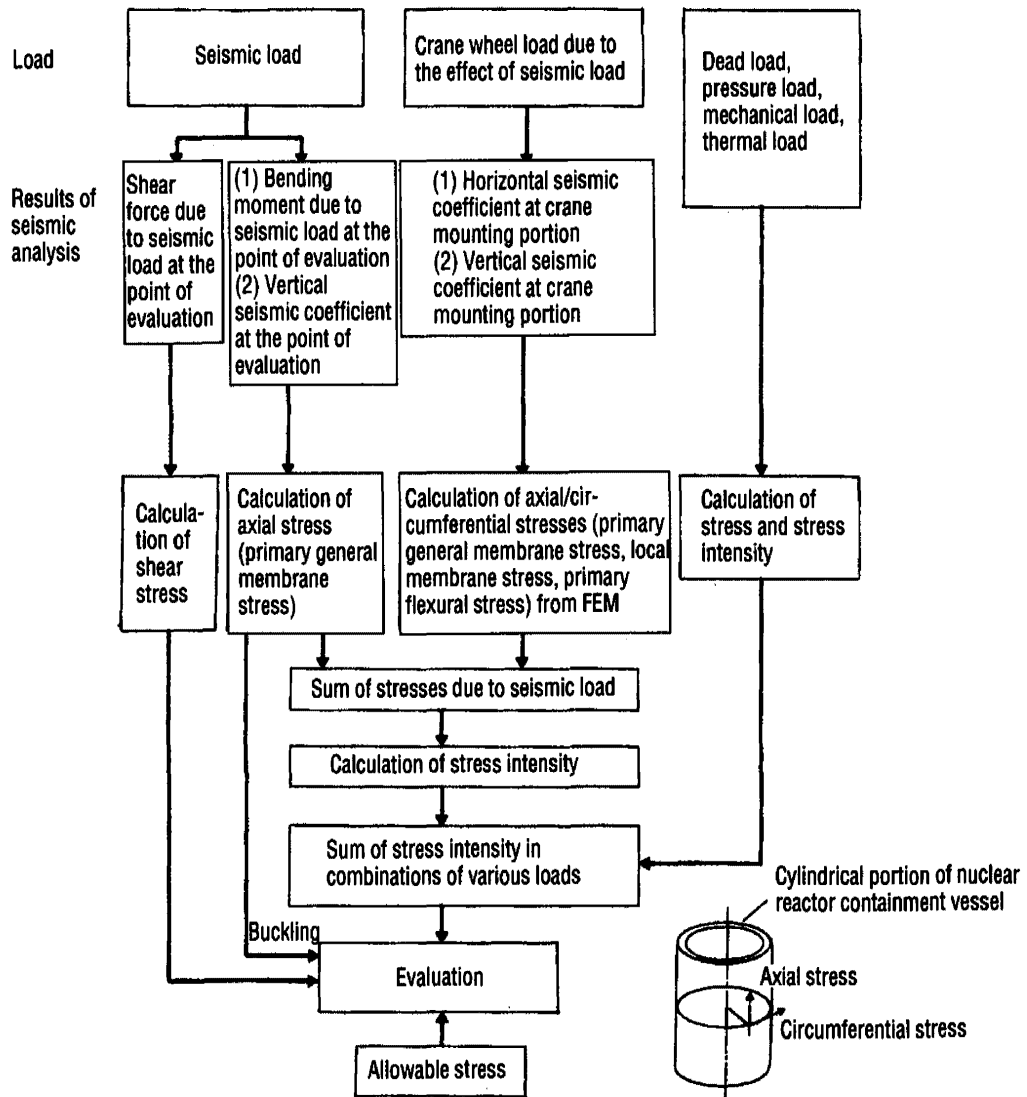 Load
Seismic load
Crane wheel load due to
the effect of seismic load
Dead load,
pressure load,
mechanical load,
thermal load
Results of
seismic
analysis
Shear
force due
to seismic
load at the
point of
evaluation
(1) Bending
moment due to
seismic load at the
point of evaluation
(2) Vertical
seismic coefficient
at the point of
evaluation
(1) Horizontal seismic
coefficient at crane
mounting portion
(2) Vertical seismic
coefficient at crane
mounting portion
Calcula-
tion of
shear
stress
Calculation of
axial stress
(primary general
membrane
stress)
Calculation of axial/cir-
cumferential stresses (primary
general membrane stress, local
membrane stress, primary
flexural stress) from FEM
Calculation of
stress and stress
intensity
Sum of stresses due to seismic load
Calculation of stress intensity
Sum of stress intensity in
combinations of various loads
Buckling
Evaluation
Allowable stress
Cylindrical portion of nuclear
reactor containment vessel
Axial stress
Circumferential stress